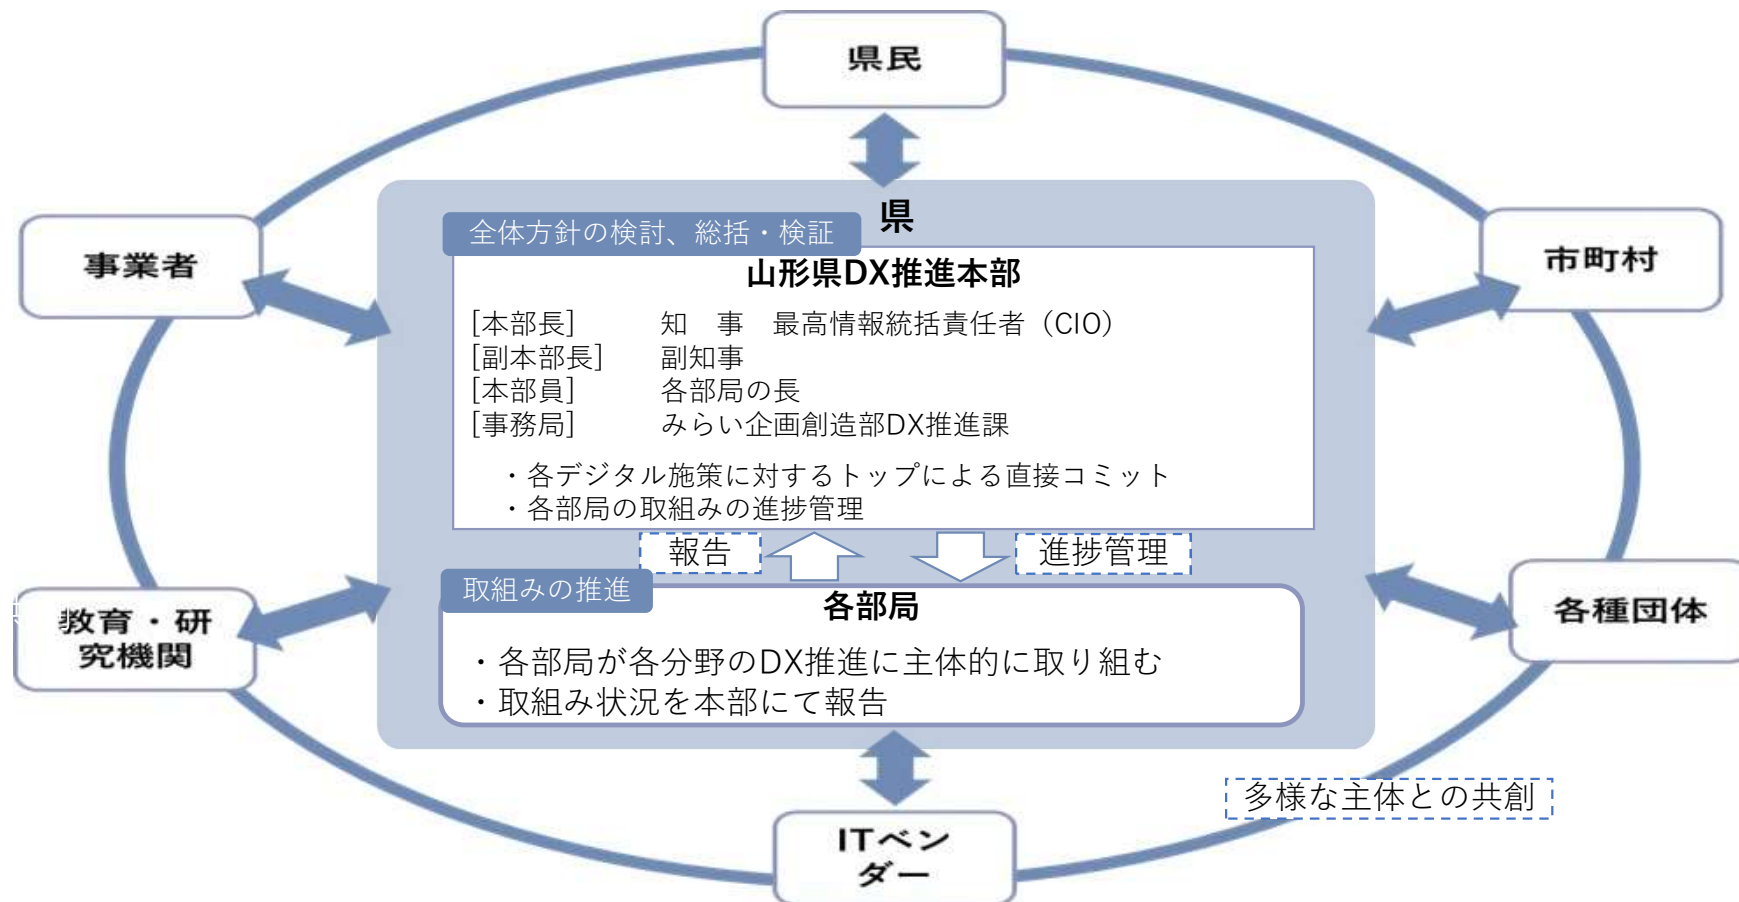 県民
県
全体方針の検討、総括・検証
山形県DX推進本部
[本部長]　知　事　最高情報統括責任者（CIO）
[副本部長]　副知事
[本部員]　各部局の長
[事務局]　みらい企画創造部DX推進課
・各デジタル施策に対するトップによる直接コミット
・各部局の取組みの進捗管理
報告
進捗管理
取組みの推進
各部局
・各部局が各分野のDX推進に主体的に取り組む
・取組み状況を本部にて報告
事業者
市町村
教育・研
究機関
各種団体
ITベン
ダー
多様な主体との共創